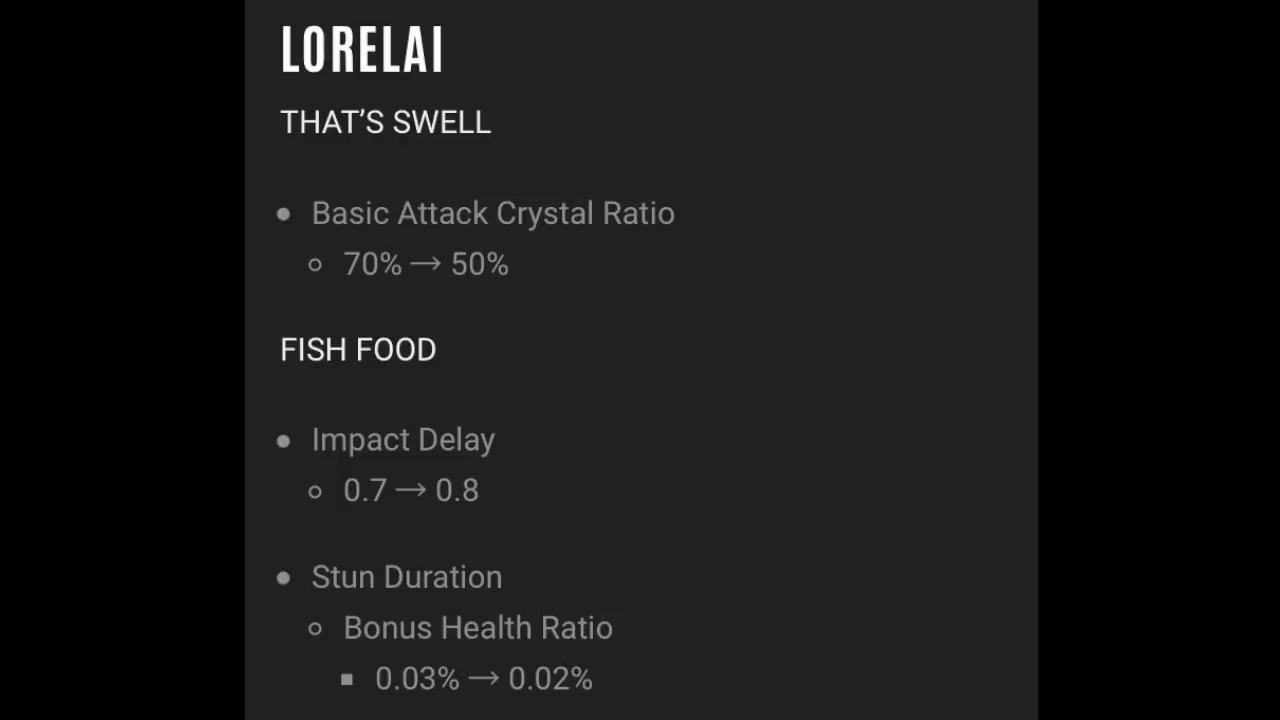 LORELAI
THAT’S SWELL
Basic Attack Crystal Ratio
70% → 50%
FISH FOOD
Impact Delay
0.7 → 0.8
Stun Duration
Bonus Health Ratio
0.03% → 0.02%